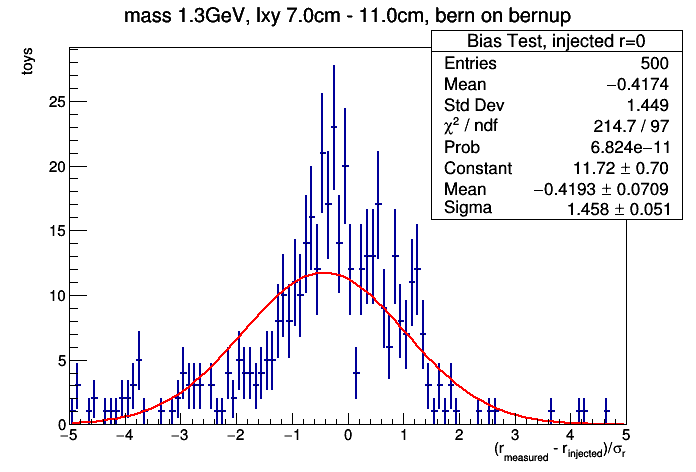 mass 1.3GeV, lxy 7.0cm - 11.0cm, bern on bernup
Bias Test, injected r=0
Entries 500
Mean −0.4174
Std Dev 1.449
χ² / ndf 214.7 / 97
Prob 6.824e−11
Constant 11.72 ± 0.70
Mean −0.4193 ± 0.0709
Sigma 1.458 ± 0.051
toys
25
20
15
10
5
0
−5 −4 −3 −2 −1 0 1 2 3 4 5
(r_measured - r_injected)/σ_r